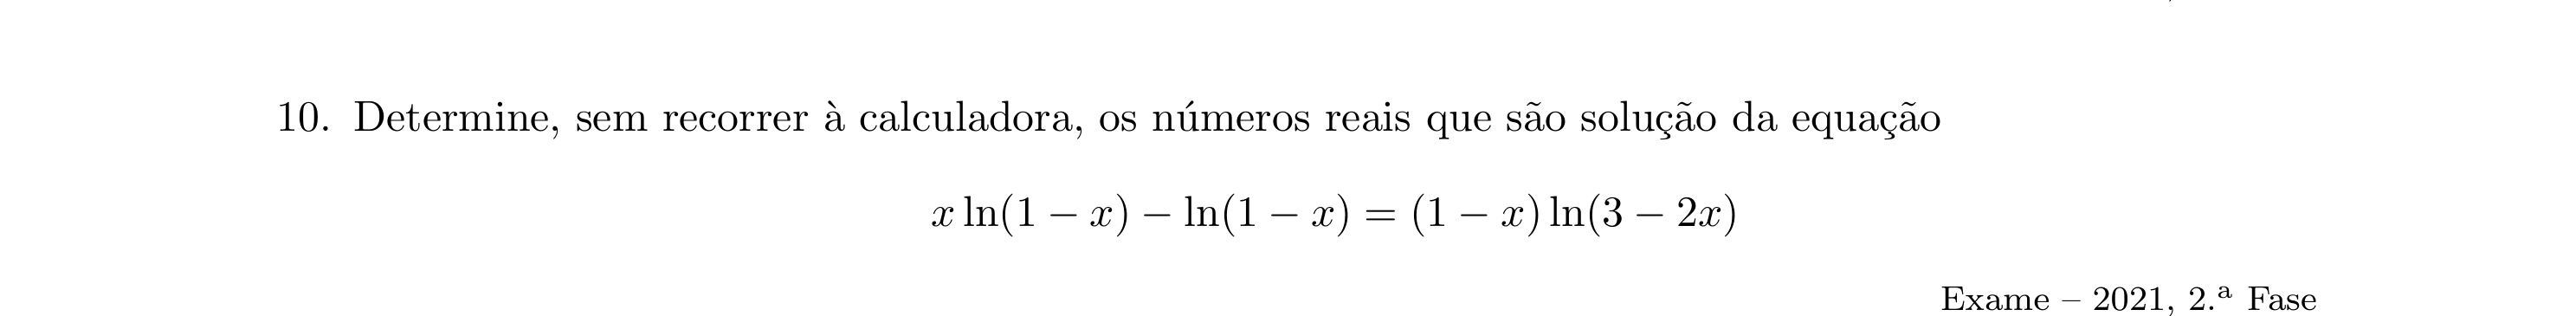 10. Determine, sem recorrer à calculadora, os números reais que são solução da equação
x ln(1 − x) − ln(1 − x) = (1 − x) ln(3 − 2x)
Exame – 2021, 2.ª Fase